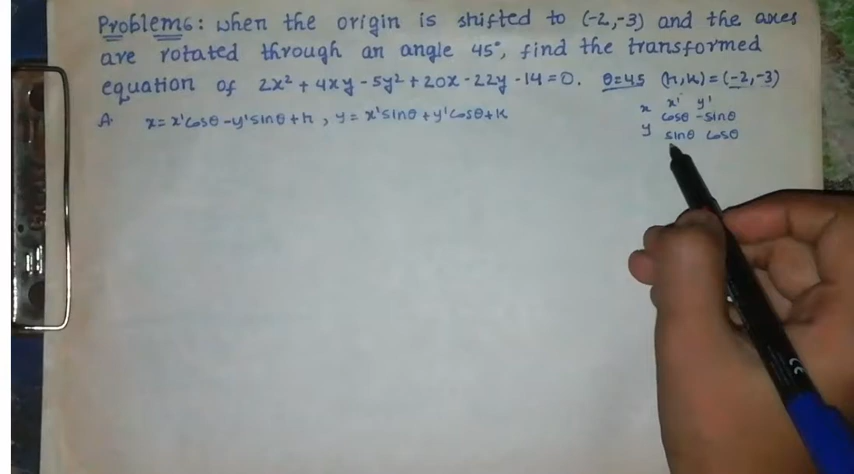 Problems: when the origin is shifted to (-2,-3) and the axes
are rotated through an angle 45°, find the transformed
equation of 2x² + 4xy - 5y² + 20x - 22y - 14 = 0. θ=45 (h,k) = (-2,-3)
A x = x'cosθ - y'sinθ + h, y = x'sinθ + y'cosθ + k
x' y'
x cosθ -sinθ
y sinθ cosθ